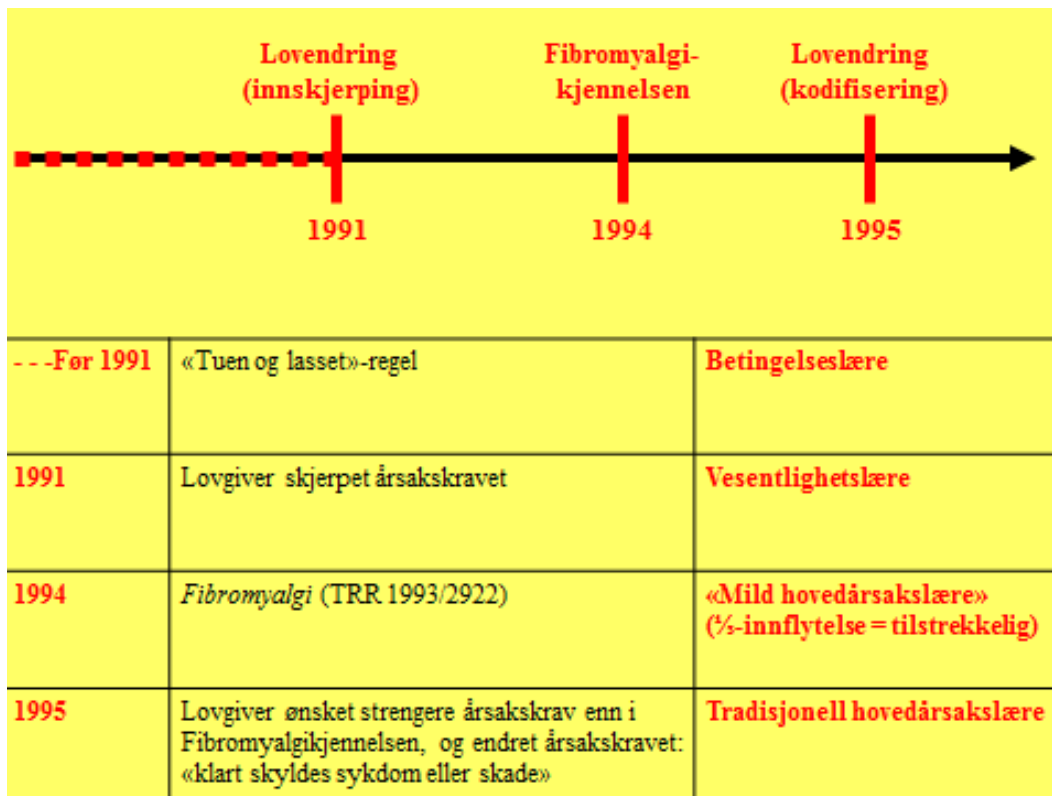 Lovendring
(innskjerping)
Fibromyalgi-
kjennelsen
Lovendring
(kodifisering)
1991
1994
1995
- - -Før 1991
«Tuen og lasset»-regel
Betingelseslære
1991
Lovgiver skjerpet årsakskravet
Vesentlighetslære
1994
Fibromyalgi (TRR 1993/2922)
«Mild hovedårsakslære»
-innflytelse = tilstrekkelig)
1995
Lovgiver ønsket strengere årsakskrav enn i
Fibromyalgikjennelsen, og endret årsakskravet:
«klart skyldes sykdom eller skade»
Tradisjonell hovedårsakslære